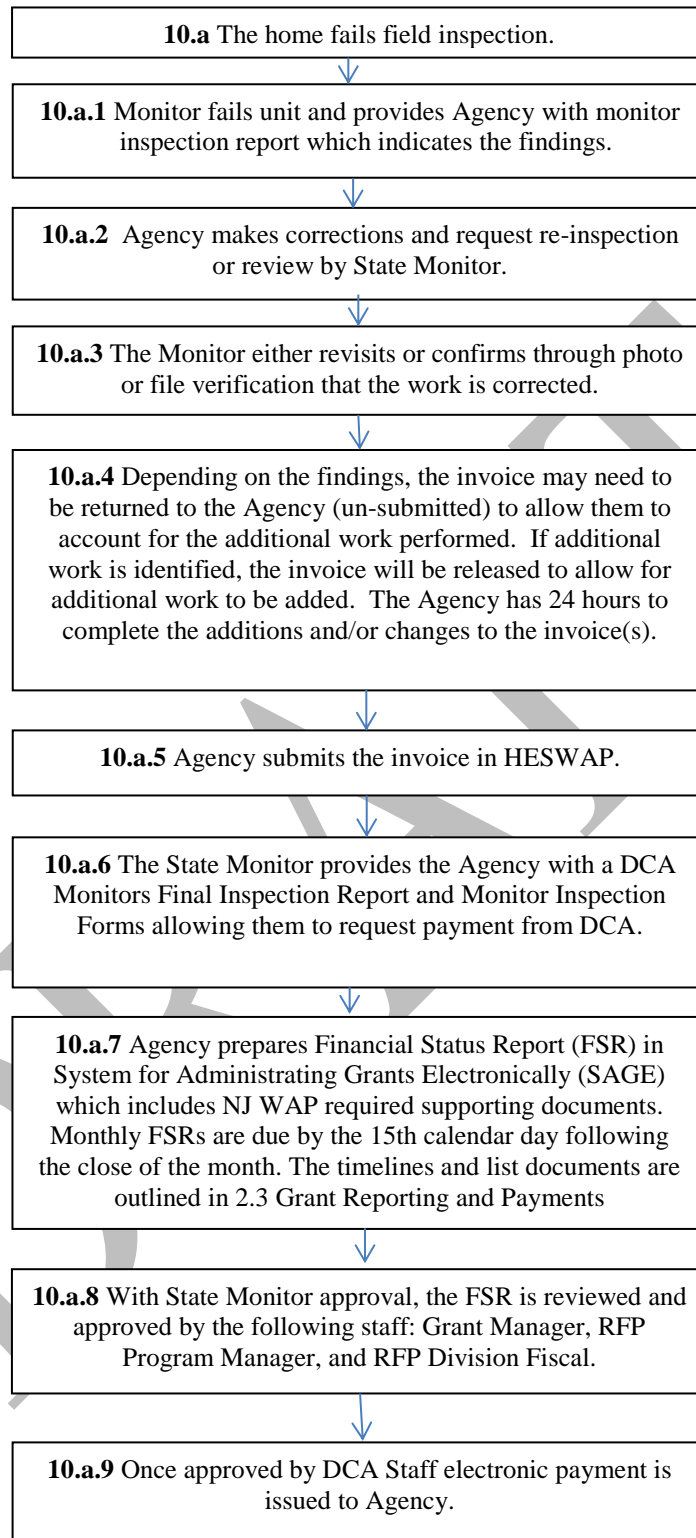 10.a The home fails field inspection.
10.a.1 Monitor fails unit and provides Agency with monitor
inspection report which indicates the findings.
10.a.2 Agency makes corrections and request re-inspection
or review by State Monitor.
10.a.3 The Monitor either revisits or confirms through photo
or file verification that the work is corrected.
10.a.4 Depending on the findings, the invoice may need to
be returned to the Agency (un-submitted) to allow them to
account for the additional work performed. If additional
work is identified, the invoice will be released to allow for
additional work to be added. The Agency has 24 hours to
complete the additions and/or changes to the invoice(s).
10.a.5 Agency submits the invoice in HESWAP.
10.a.6 The State Monitor provides the Agency with a DCA
Monitors Final Inspection Report and Monitor Inspection
Forms allowing them to request payment from DCA.
10.a.7 Agency prepares Financial Status Report (FSR) in
System for Administrating Grants Electronically (SAGE)
which includes NJ WAP required supporting documents.
Monthly FSRs are due by the 15th calendar day following
the close of the month. The timelines and list documents are
outlined in 2.3 Grant Reporting and Payments
10.a.8 With State Monitor approval, the FSR is reviewed and
approved by the following staff: Grant Manager, RFP
Program Manager, and RFP Division Fiscal.
10.a.9 Once approved by DCA Staff electronic payment is
issued to Agency.